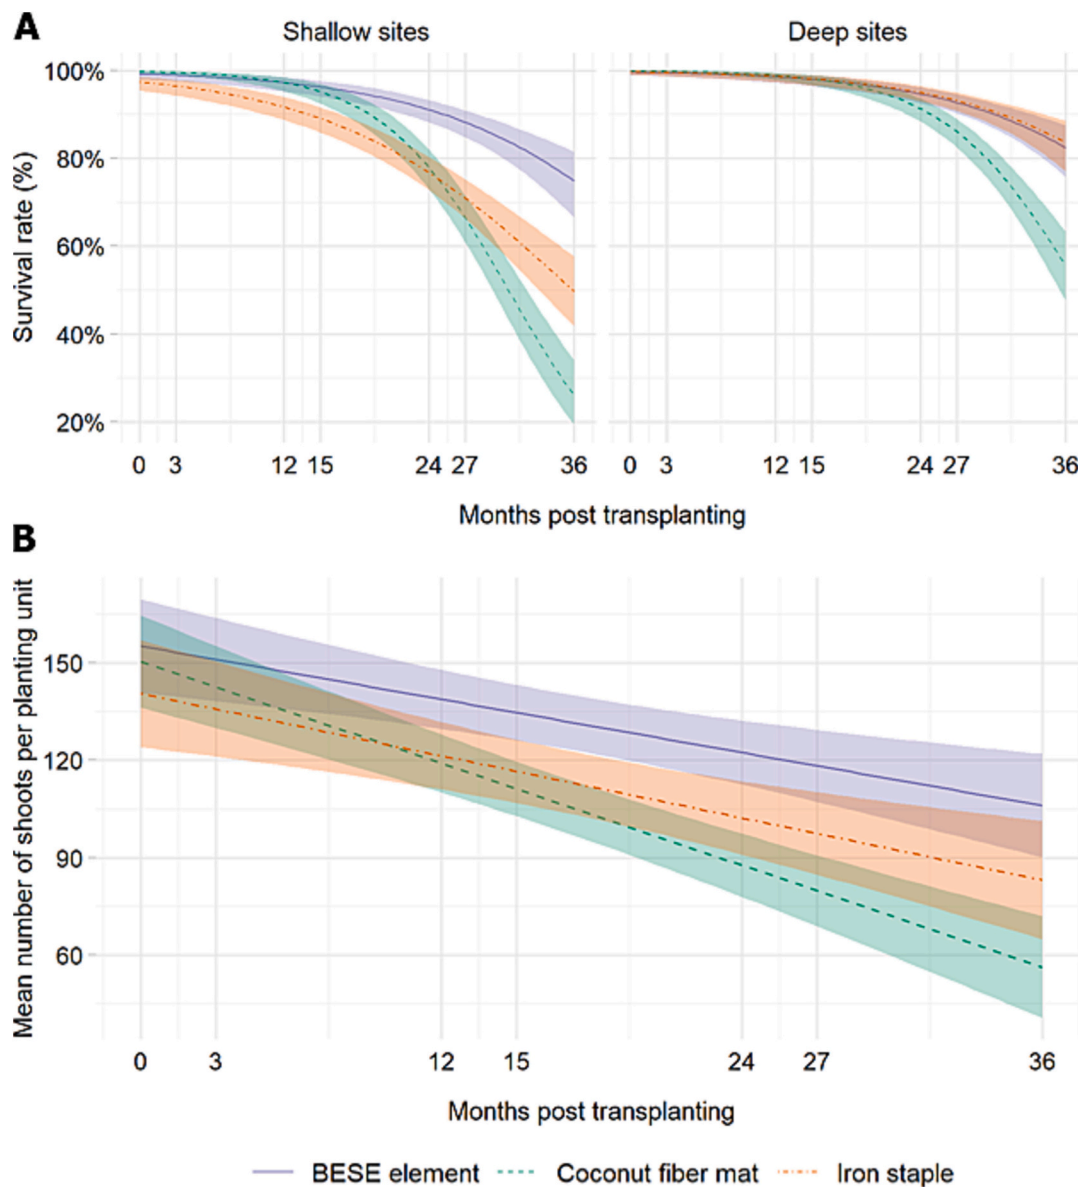 A
Shallow sites
Deep sites
Survival rate (%)
100%
80%
60%
40%
20%
0 3 12 15 24 27 36
0 3 12 15 24 27 36
Months post transplanting
B
Mean number of shoots per planting unit
150
120
90
60
0 3 12 15 24 27 36
Months post transplanting
BESE element Coconut fiber mat Iron staple